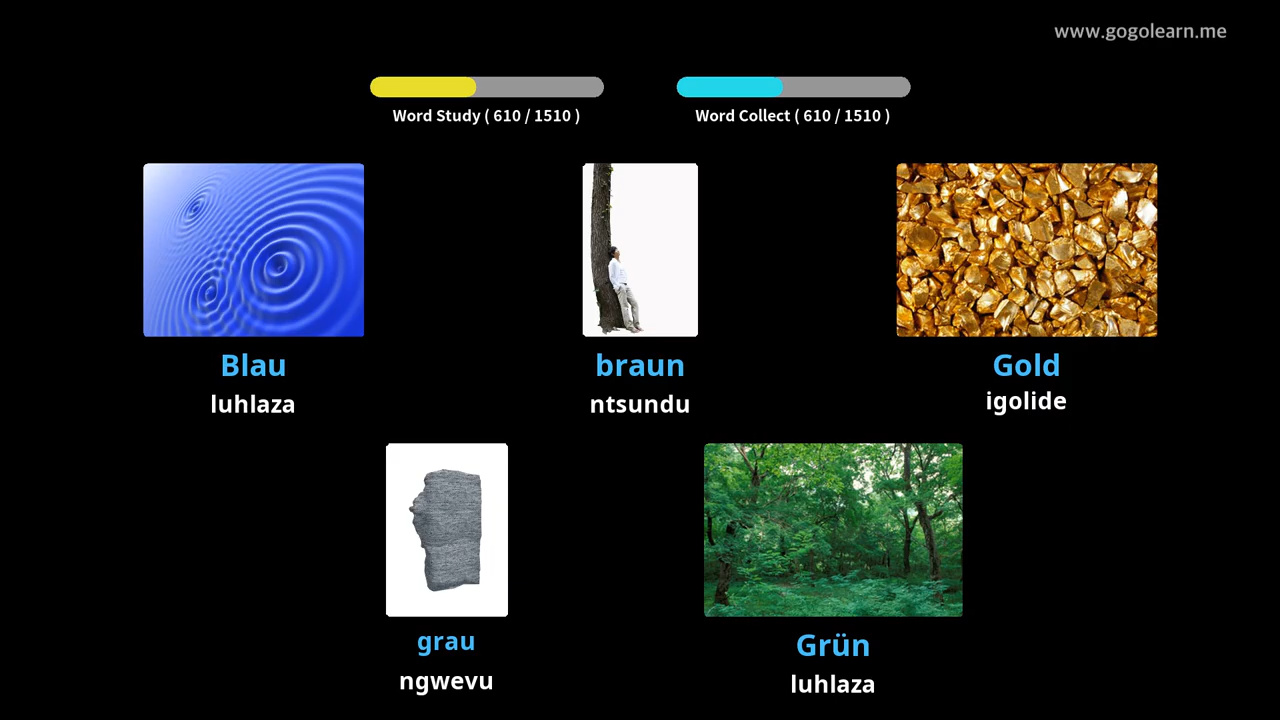 www.gogolearn.me
Word Study ( 610 / 1510 )
Word Collect ( 610 / 1510 )
Blau
luhlaza
braun
ntsundu
Gold
igolide
grau
ngwevu
Grün
luhlaza